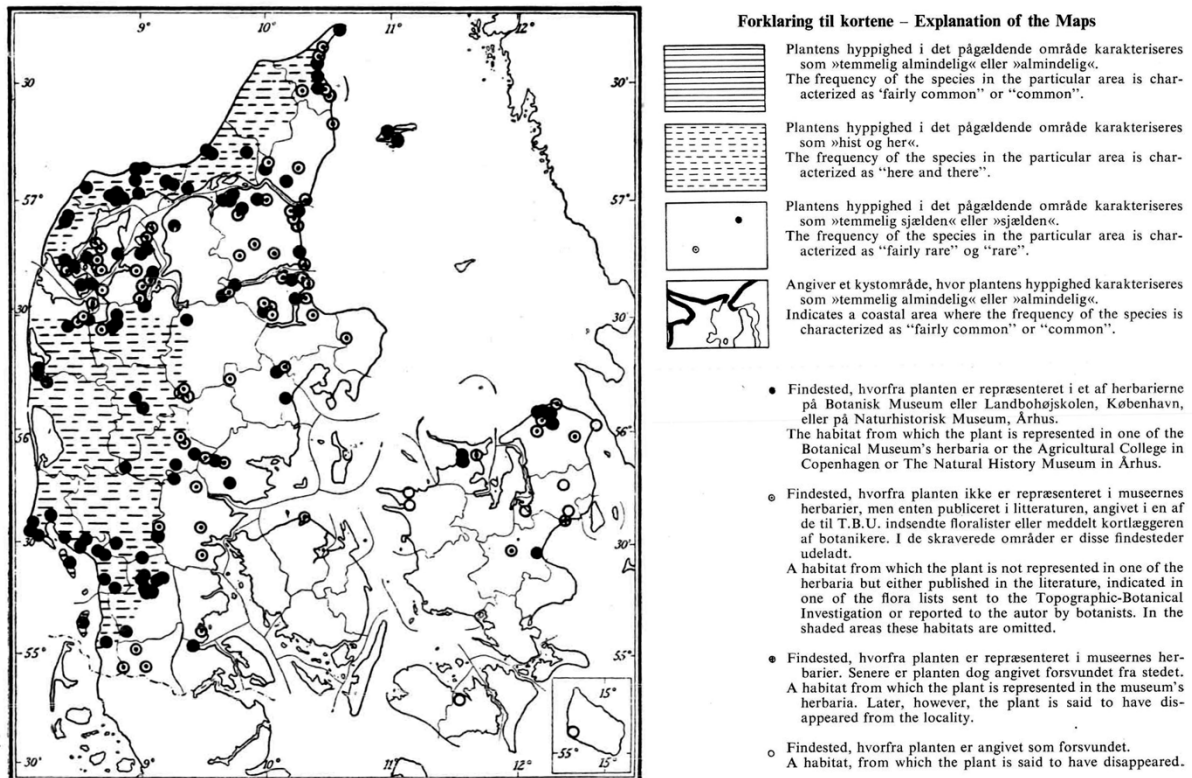 9°
10°
11°
12°
30'
30'
57°
57°
30'
30'
56°
56°
30'
30'
55°
55°
15°
15°
55°
55°
30'
9°
10°
11°
12°
30'
Forklaring til kortene – Explanation of the Maps
Plantens hyppighed i det pågældende område karakteriseres
som »temmelig almindelig« eller »almindelig«.
The frequency of the species in the particular area is char-
acterized as ‘fairly common” or “common”.
Plantens hyppighed i det pågældende område karakteriseres
som »hist og her«.
The frequency of the species in the particular area is char-
acterized as “here and there”.
Plantens hyppighed i det pågældende område karakteriseres
som »temmelig sjælden« eller »sjælden«.
The frequency of the species in the particular area is char-
acterized as “fairly rare” og “rare”.
Angiver et kystområde, hvor plantens hyppighed karakteriseres
som »temmelig almindelig« eller »almindelig«.
Indicates a coastal area where the frequency of the species is
characterized as “fairly common” or “common”.
Findested, hvorfra planten er repræsenteret i et af herbarierne
på Botanisk Museum eller Landbohøjskolen, København,
eller på Naturhistorisk Museum, Århus.
The habitat from which the plant is represented in one of the
Botanical Museum's herbaria or the Agricultural College in
Copenhagen or The Natural History Museum in Århus.
Findested, hvorfra planten ikke er repræsenteret i museernes
herbarier, men enten publiceret i litteraturen, angivet i en af
de til T.B.U. indsendte floralister eller meddelt kortlæggeren
af botanikere. I de skraverede områder er disse findesteder
udeladt.
A habitat from which the plant is not represented in one of the
herbaria but either published in the literature, indicated in
one of the flora lists sent to the Topographic-Botanical
Investigation or reported to the autor by botanists. In the
shaded areas these habitats are omitted.
Findested, hvorfra planten er repræsenteret i museernes her-
barier. Senere er planten dog angivet forsvundet fra stedet.
A habitat from which the plant is represented in the museum's
herbaria. Later, however, the plant is said to have dis-
appeared from the locality.
Findested, hvorfra planten er angivet som forsvundet.
A habitat, from which the plant is said to have disappeared.